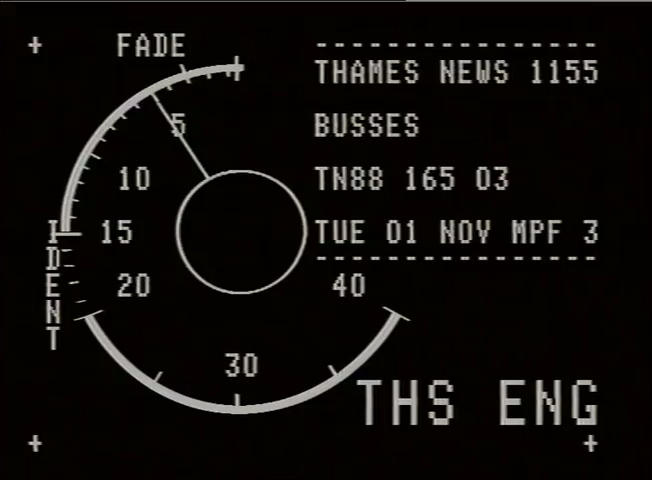 FADE
THAMES NEWS 1155
BUSSES
TN88 165 03
TUE 01 NOV MPF 3
5
10
15
20
30
40
IDENT
THS ENG